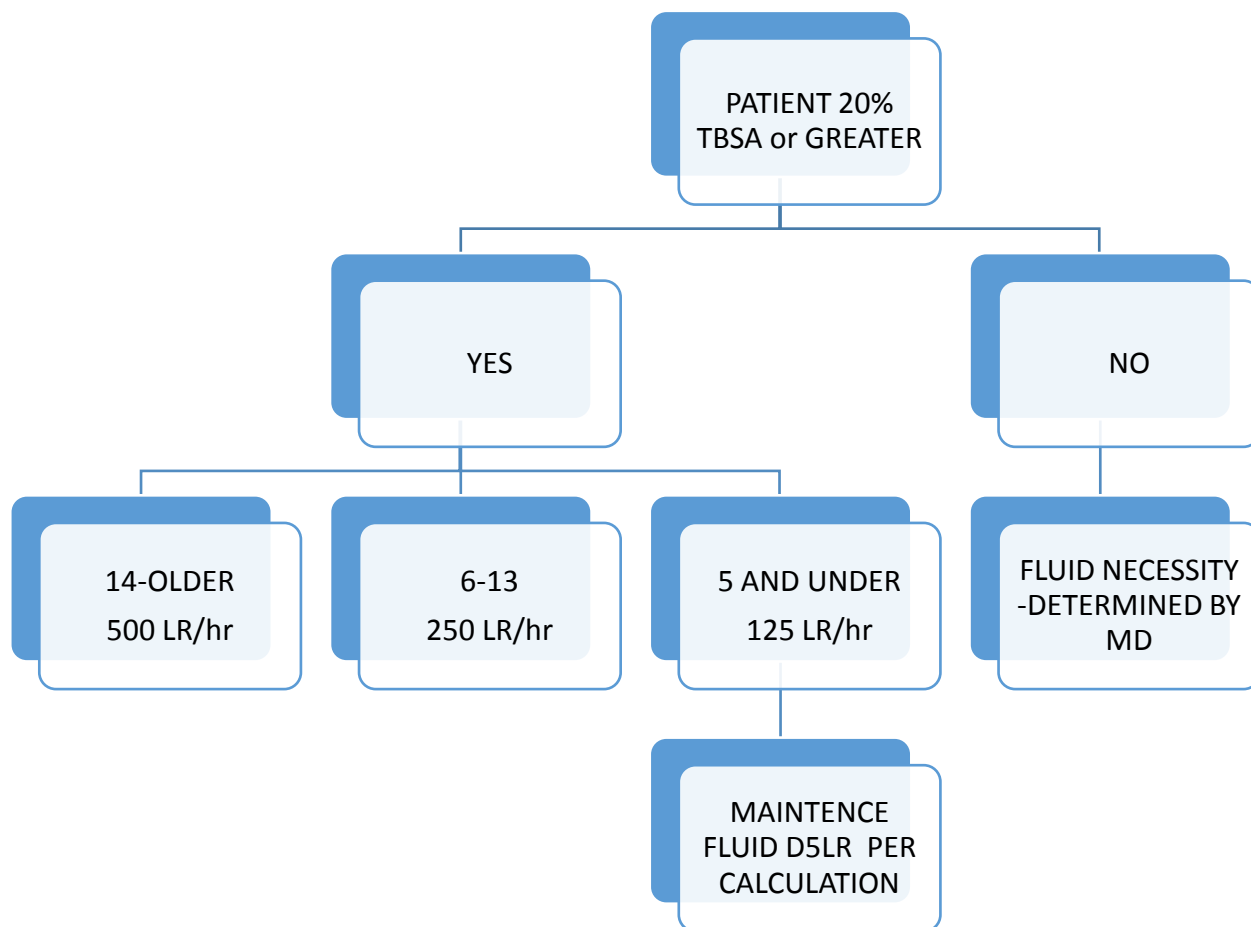 PATIENT 20%
TBSA or GREATER
YES
NO
14-OLDER
500 LR/hr
6-13
250 LR/hr
5 AND UNDER
125 LR/hr
FLUID NECESSITY
-DETERMINED BY
MD
MAINTENCE
FLUID D5LR  PER
CALCULATION